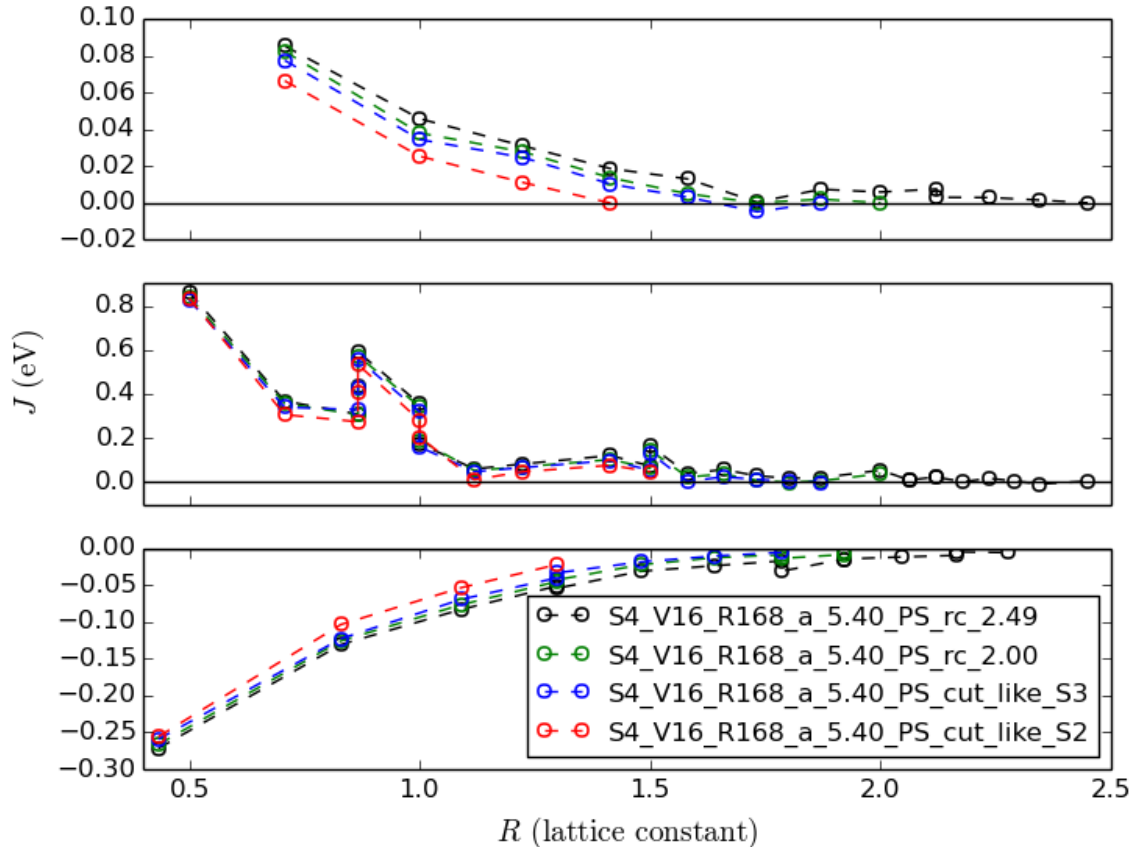 0.10
0.08
0.06
0.04
0.02
0.00
−0.02
0.8
0.6
0.4
0.2
0.0
J (eV)
0.00
−0.05
−0.10
−0.15
−0.20
−0.25
−0.30
S4_V16_R168_a_5.40_PS_rc_2.49
S4_V16_R168_a_5.40_PS_rc_2.00
S4_V16_R168_a_5.40_PS_cut_like_S3
S4_V16_R168_a_5.40_PS_cut_like_S2
0.5 1.0 1.5 2.0 2.5
R (lattice constant)